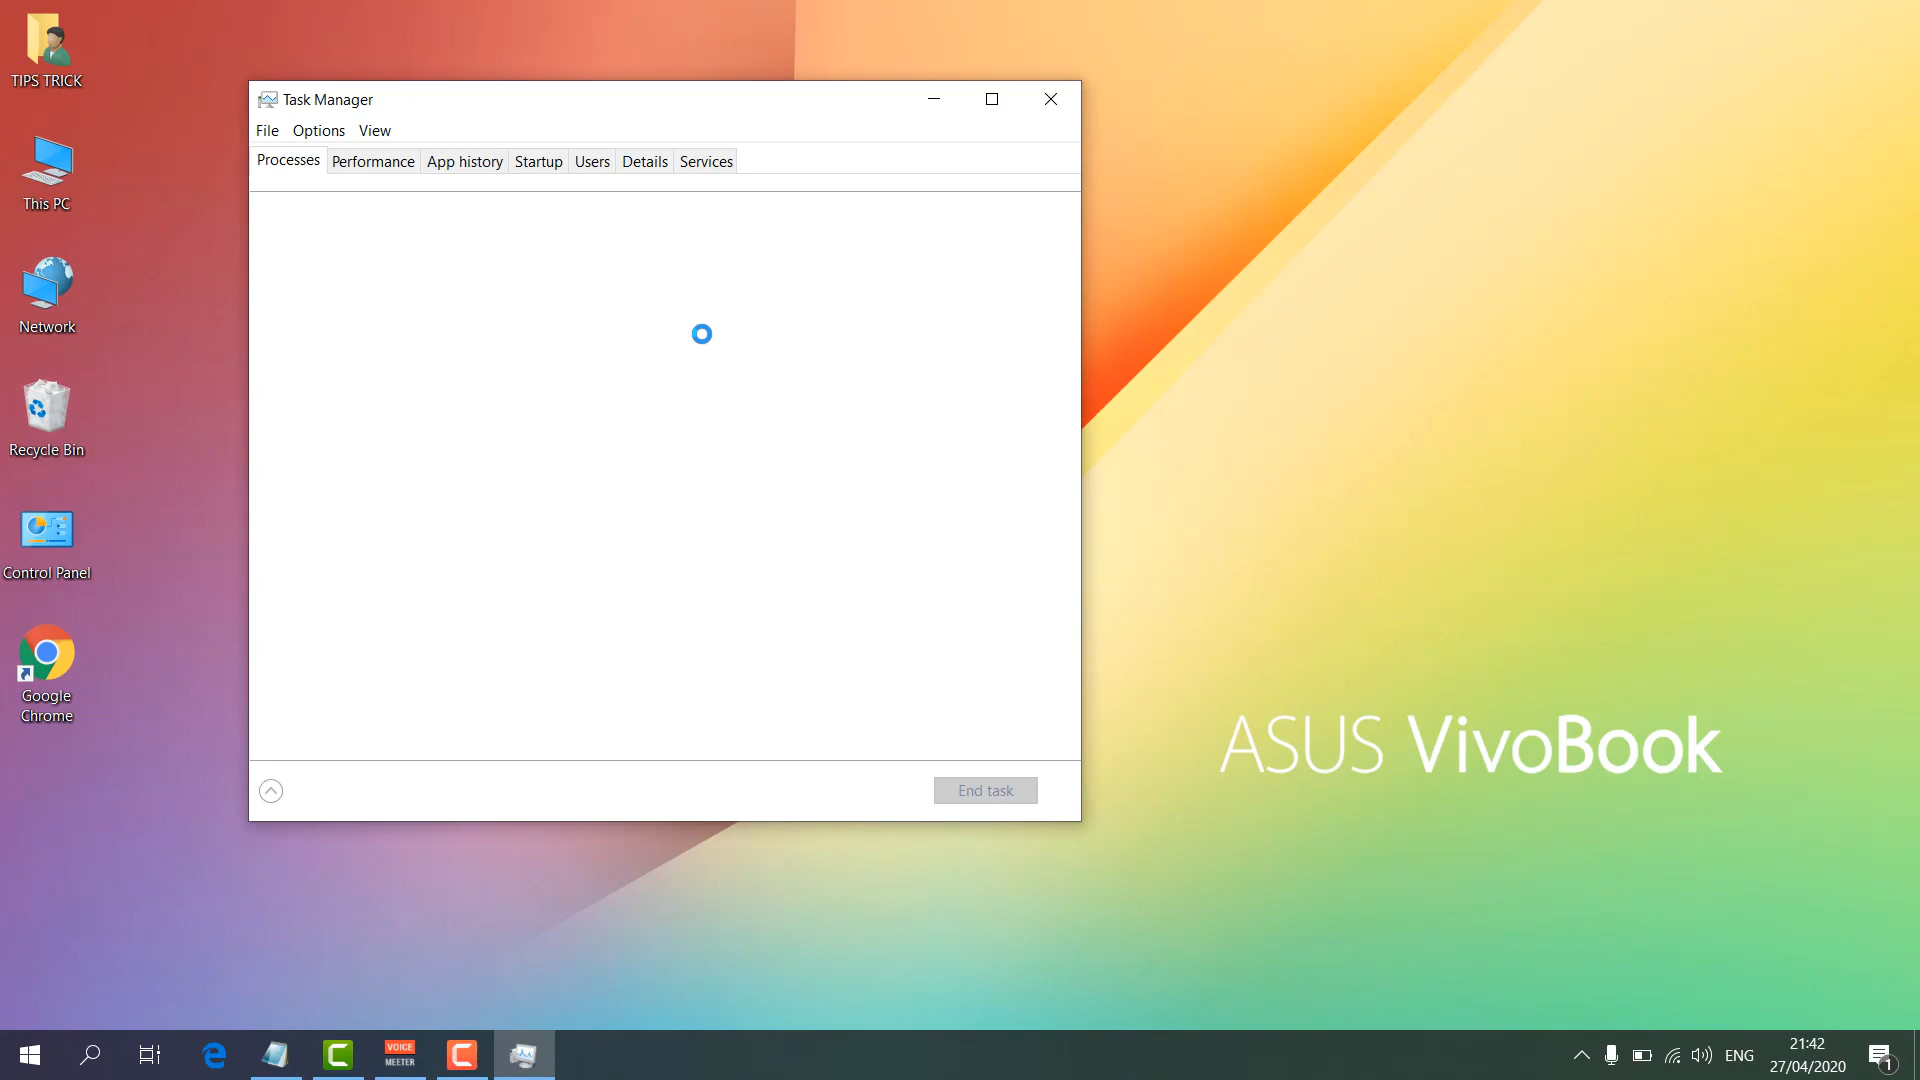 TIPS TRICK
This PC
Network
Recycle Bin
Control Panel
Google
Chrome
Task Manager
File Options View
Processes Performance App history Startup Users Details Services
End task
ASUS VivoBook
VOICE
MEETER
ENG
21:42
27/04/2020
1